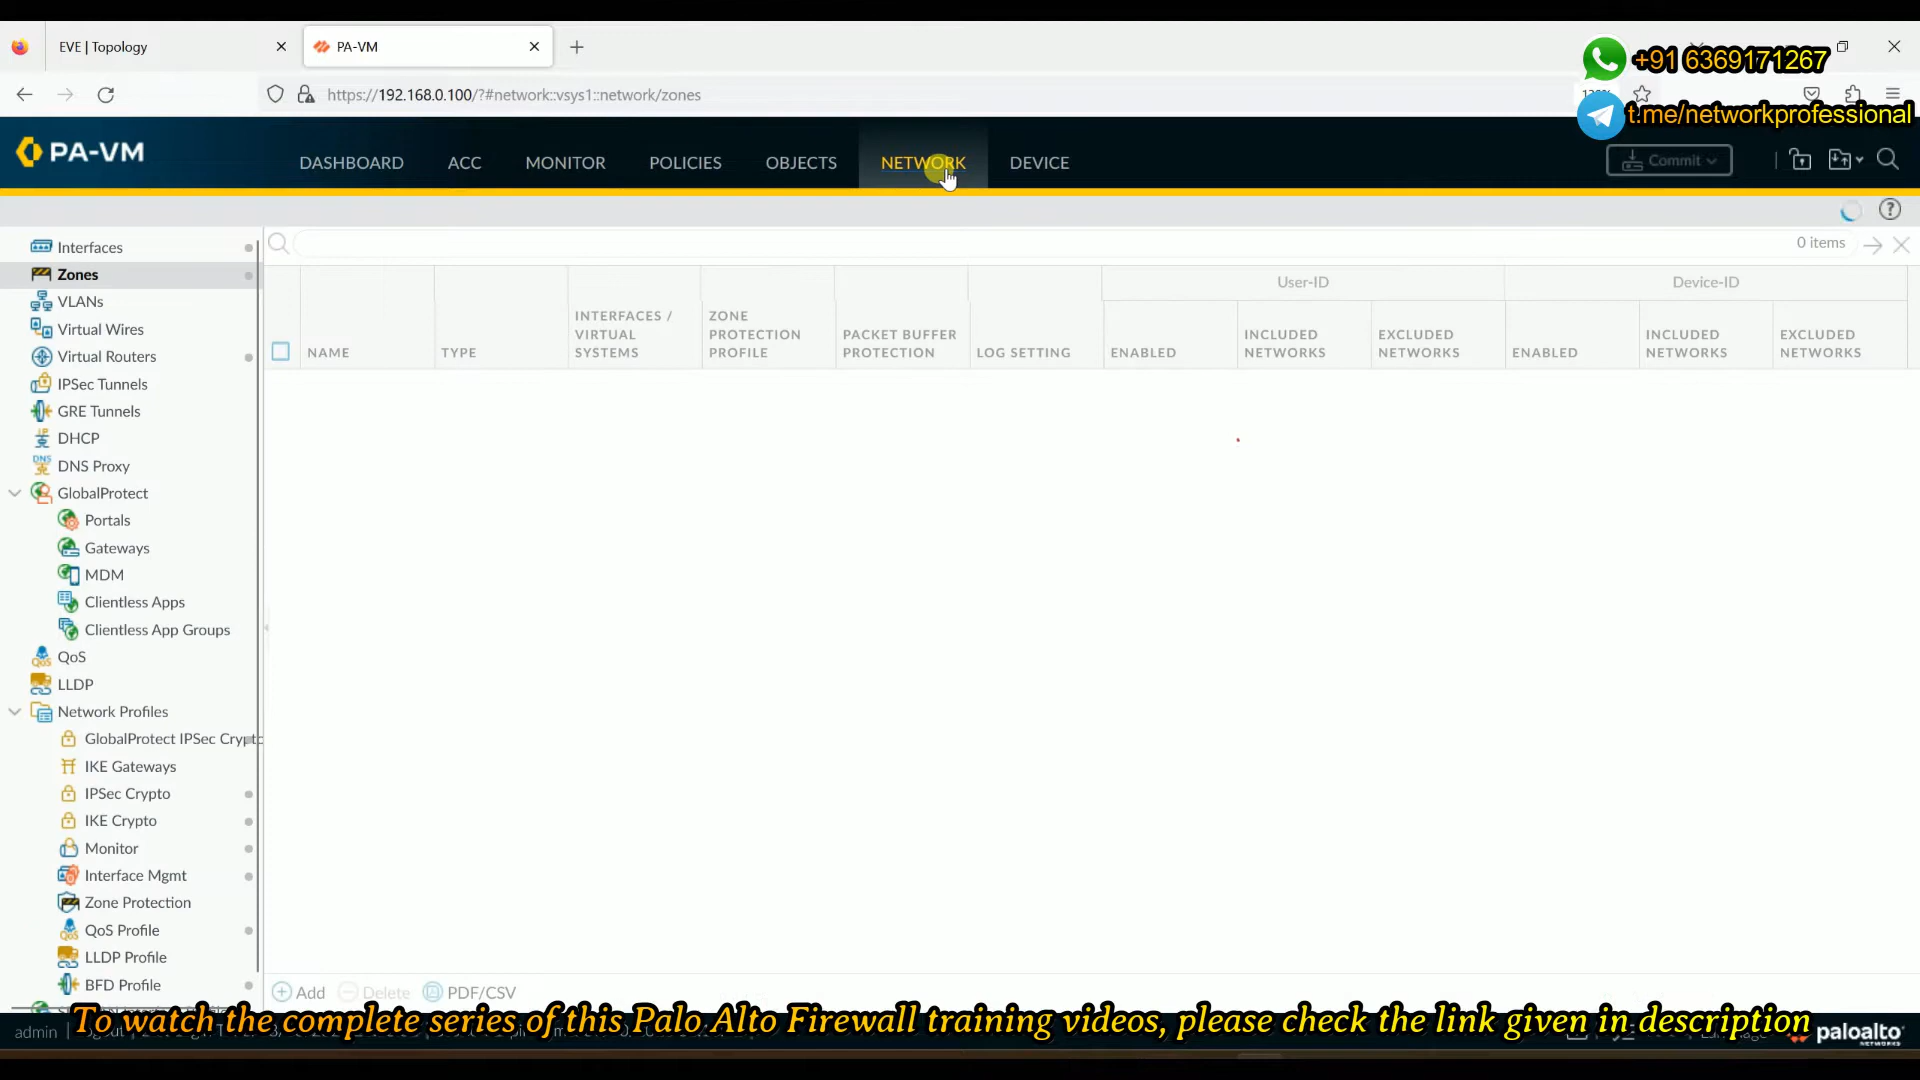 EVE | Topology
PA-VM
+91 6369171267
https://192.168.0.100/?#network::vsys1::network/zones
t.me/networkprofessional
PA-VM
DASHBOARD
ACC
MONITOR
POLICIES
OBJECTS
NETWORK
DEVICE
Commit
Interfaces
Zones
VLANs
Virtual Wires
Virtual Routers
IPSec Tunnels
GRE Tunnels
DHCP
DNS Proxy
GlobalProtect
Portals
Gateways
MDM
Clientless Apps
Clientless App Groups
QoS
LLDP
Network Profiles
GlobalProtect IPSec Crypto
IKE Gateways
IPSec Crypto
IKE Crypto
Monitor
Interface Mgmt
Zone Protection
QoS Profile
LLDP Profile
BFD Profile
0 items
User-ID
Device-ID
NAME
TYPE
INTERFACES /
VIRTUAL
SYSTEMS
ZONE
PROTECTION
PROFILE
PACKET BUFFER
PROTECTION
LOG SETTING
ENABLED
INCLUDED
NETWORKS
EXCLUDED
NETWORKS
ENABLED
INCLUDED
NETWORKS
EXCLUDED
NETWORKS
Add
Delete
PDF/CSV
To watch the complete series of this Palo Alto Firewall training videos, please check the link given in description
admin
paloalto
NETWORKS